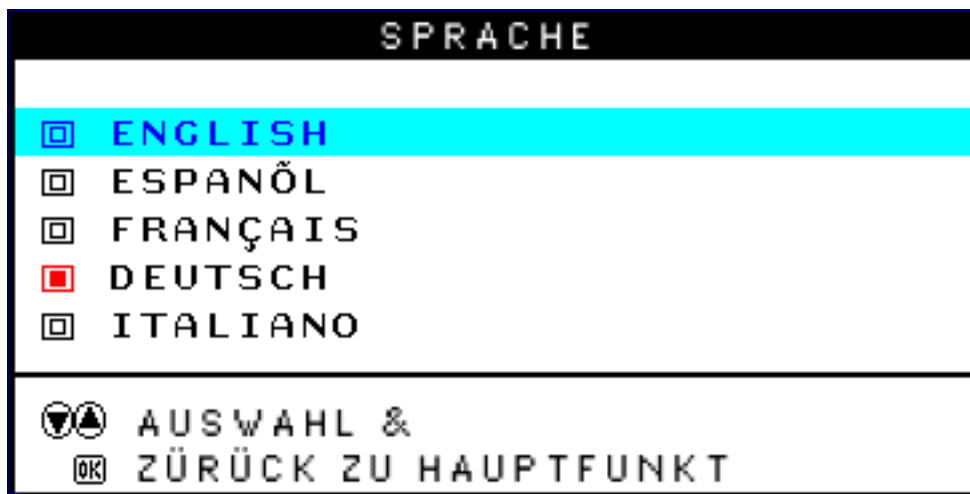 SPRACHE
ENGLISH
ESPANÕL
FRANÇAIS
DEUTSCH
ITALIANO
AUSWAHL &
OK ZÜRÜCK ZU HAUPTFUNKT